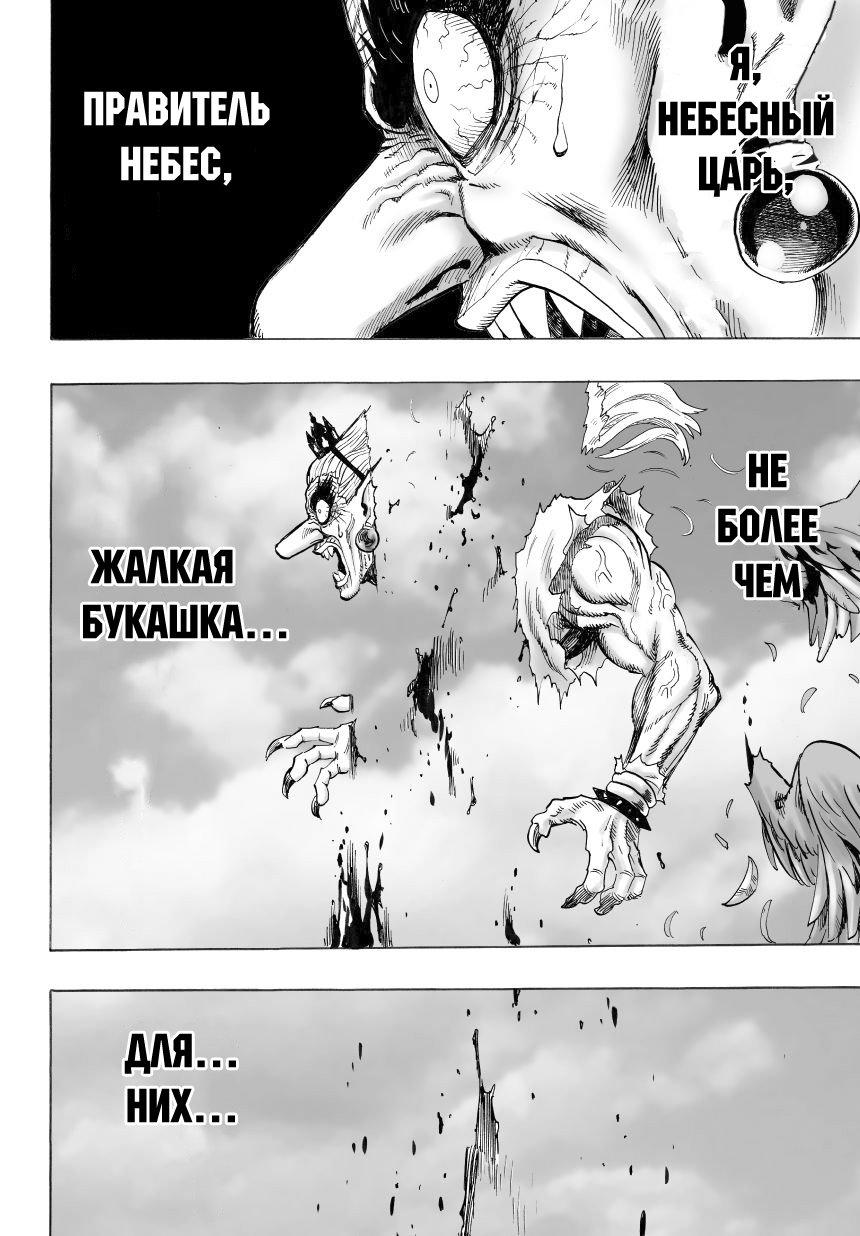 Я,
НЕБЕСНЫЙ
ЦАРЬ,
ПРАВИТЕЛЬ
НЕБЕС,
НЕ
БОЛЕЕ
ЧЕМ
ЖАЛКАЯ
БУКАШКА...
ДЛЯ...
НИХ...